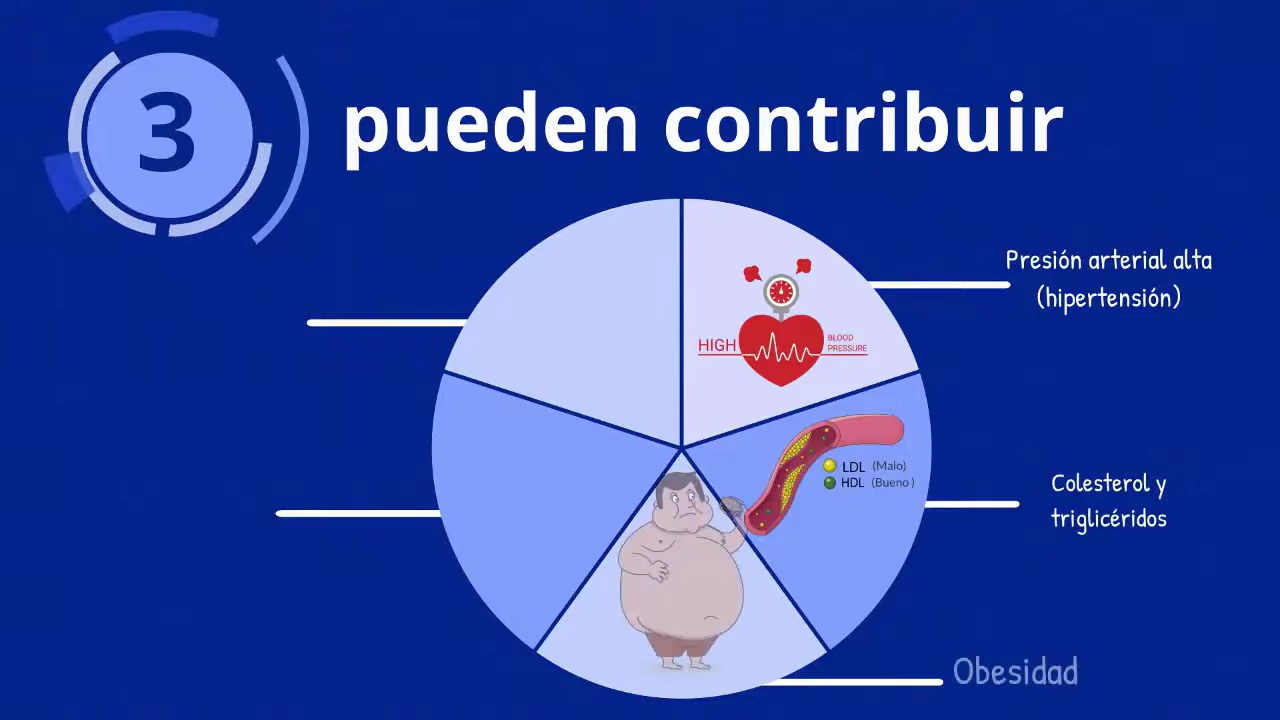 3
pueden contribuir
Presión arterial alta
(hipertensión)
HIGH
BLOOD
PRESSURE
LDL (Malo)
HDL (Bueno)
Colesterol y
triglicéridos
Obesidad